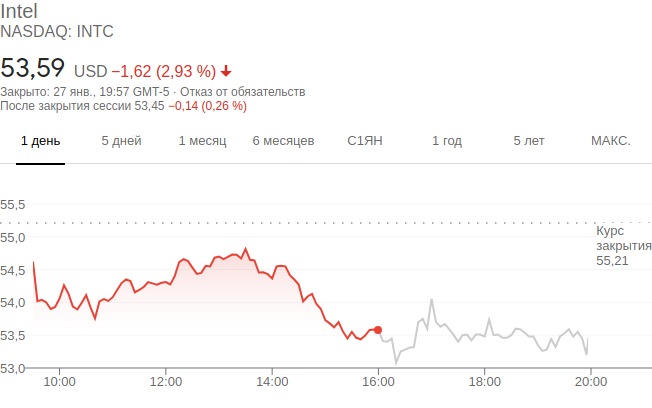 Intel
NASDAQ: INTC
53,59 USD −1,62 (2,93 %)
Закрыто: 27 янв., 19:57 GMT-5 · Отказ от обязательств
После закрытия сессии 53,45 −0,14 (0,26 %)
1 день 5 дней 1 месяц 6 месяцев С1ЯН 1 год 5 лет МАКС.
55,5
Курс
закрытия
55,21
55,0
54,5
54,0
53,5
53,0
10:00 12:00 14:00 16:00 18:00 20:00